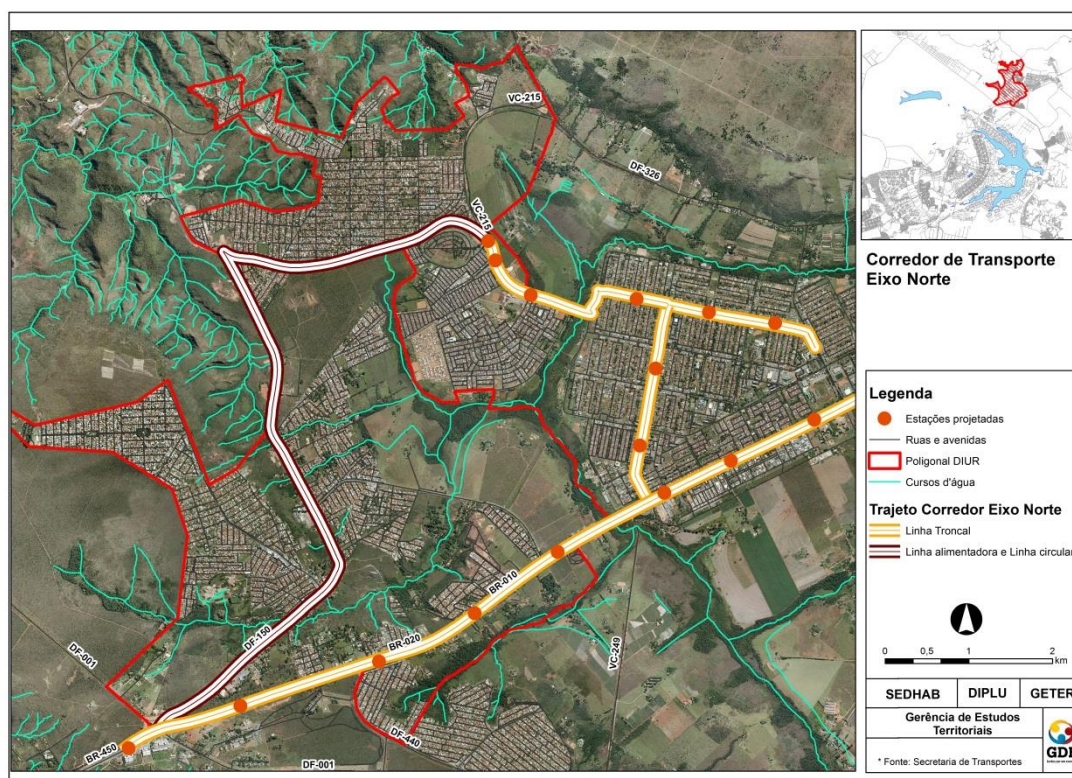 VC-215
DF-326
VC-215
BR-010
BR-020
DF-150
DF-001
VC-249
BR-450
DF-440
DF-001
Corredor de Transporte
Eixo Norte
Legenda
Estações projetadas
Ruas e avenidas
Poligonal DIUR
Cursos d'água
Trajeto Corredor Eixo Norte
Linha Troncal
Linha alimentadora e Linha circular
0 0,5 1 2
km
SEDHAB DIPLU GETER
Gerência de Estudos
Territoriais
* Fonte: Secretaria de Transportes